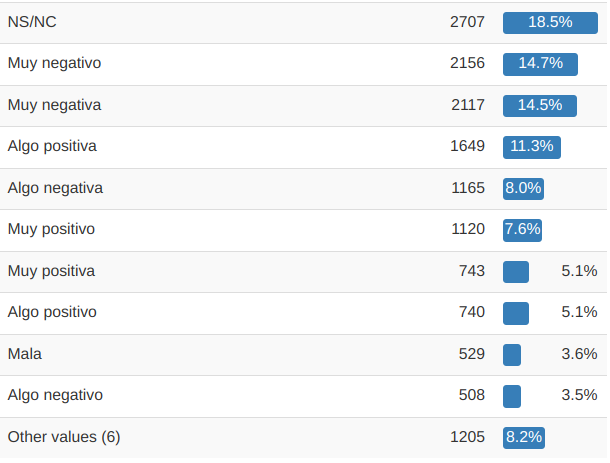 NS/NC 2707 18.5%
Muy negativo 2156 14.7%
Muy negativa 2117 14.5%
Algo positiva 1649 11.3%
Algo negativa 1165 8.0%
Muy positivo 1120 7.6%
Muy positiva 743 5.1%
Algo positivo 740 5.1%
Mala 529 3.6%
Algo negativo 508 3.5%
Other values (6) 1205 8.2%